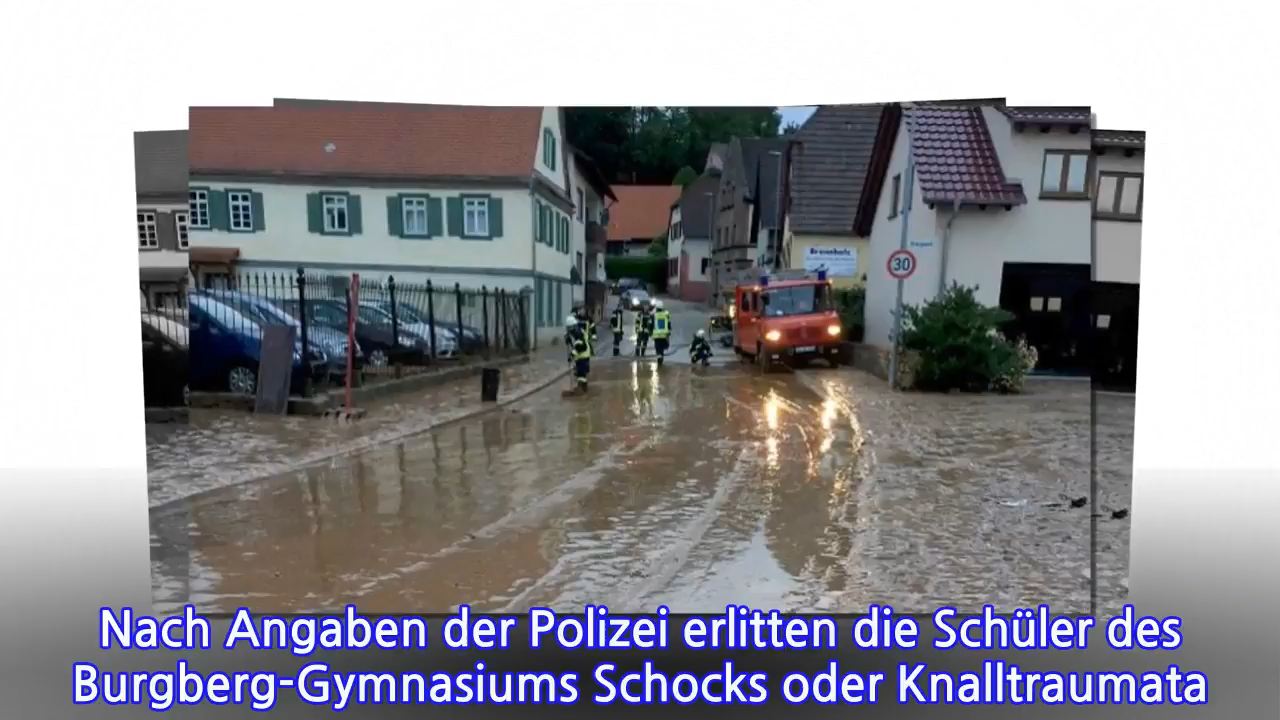 30
Nach Angaben der Polizei erlitten die Schüler des
Burgberg-Gymnasiums Schocks oder Knalltraumata